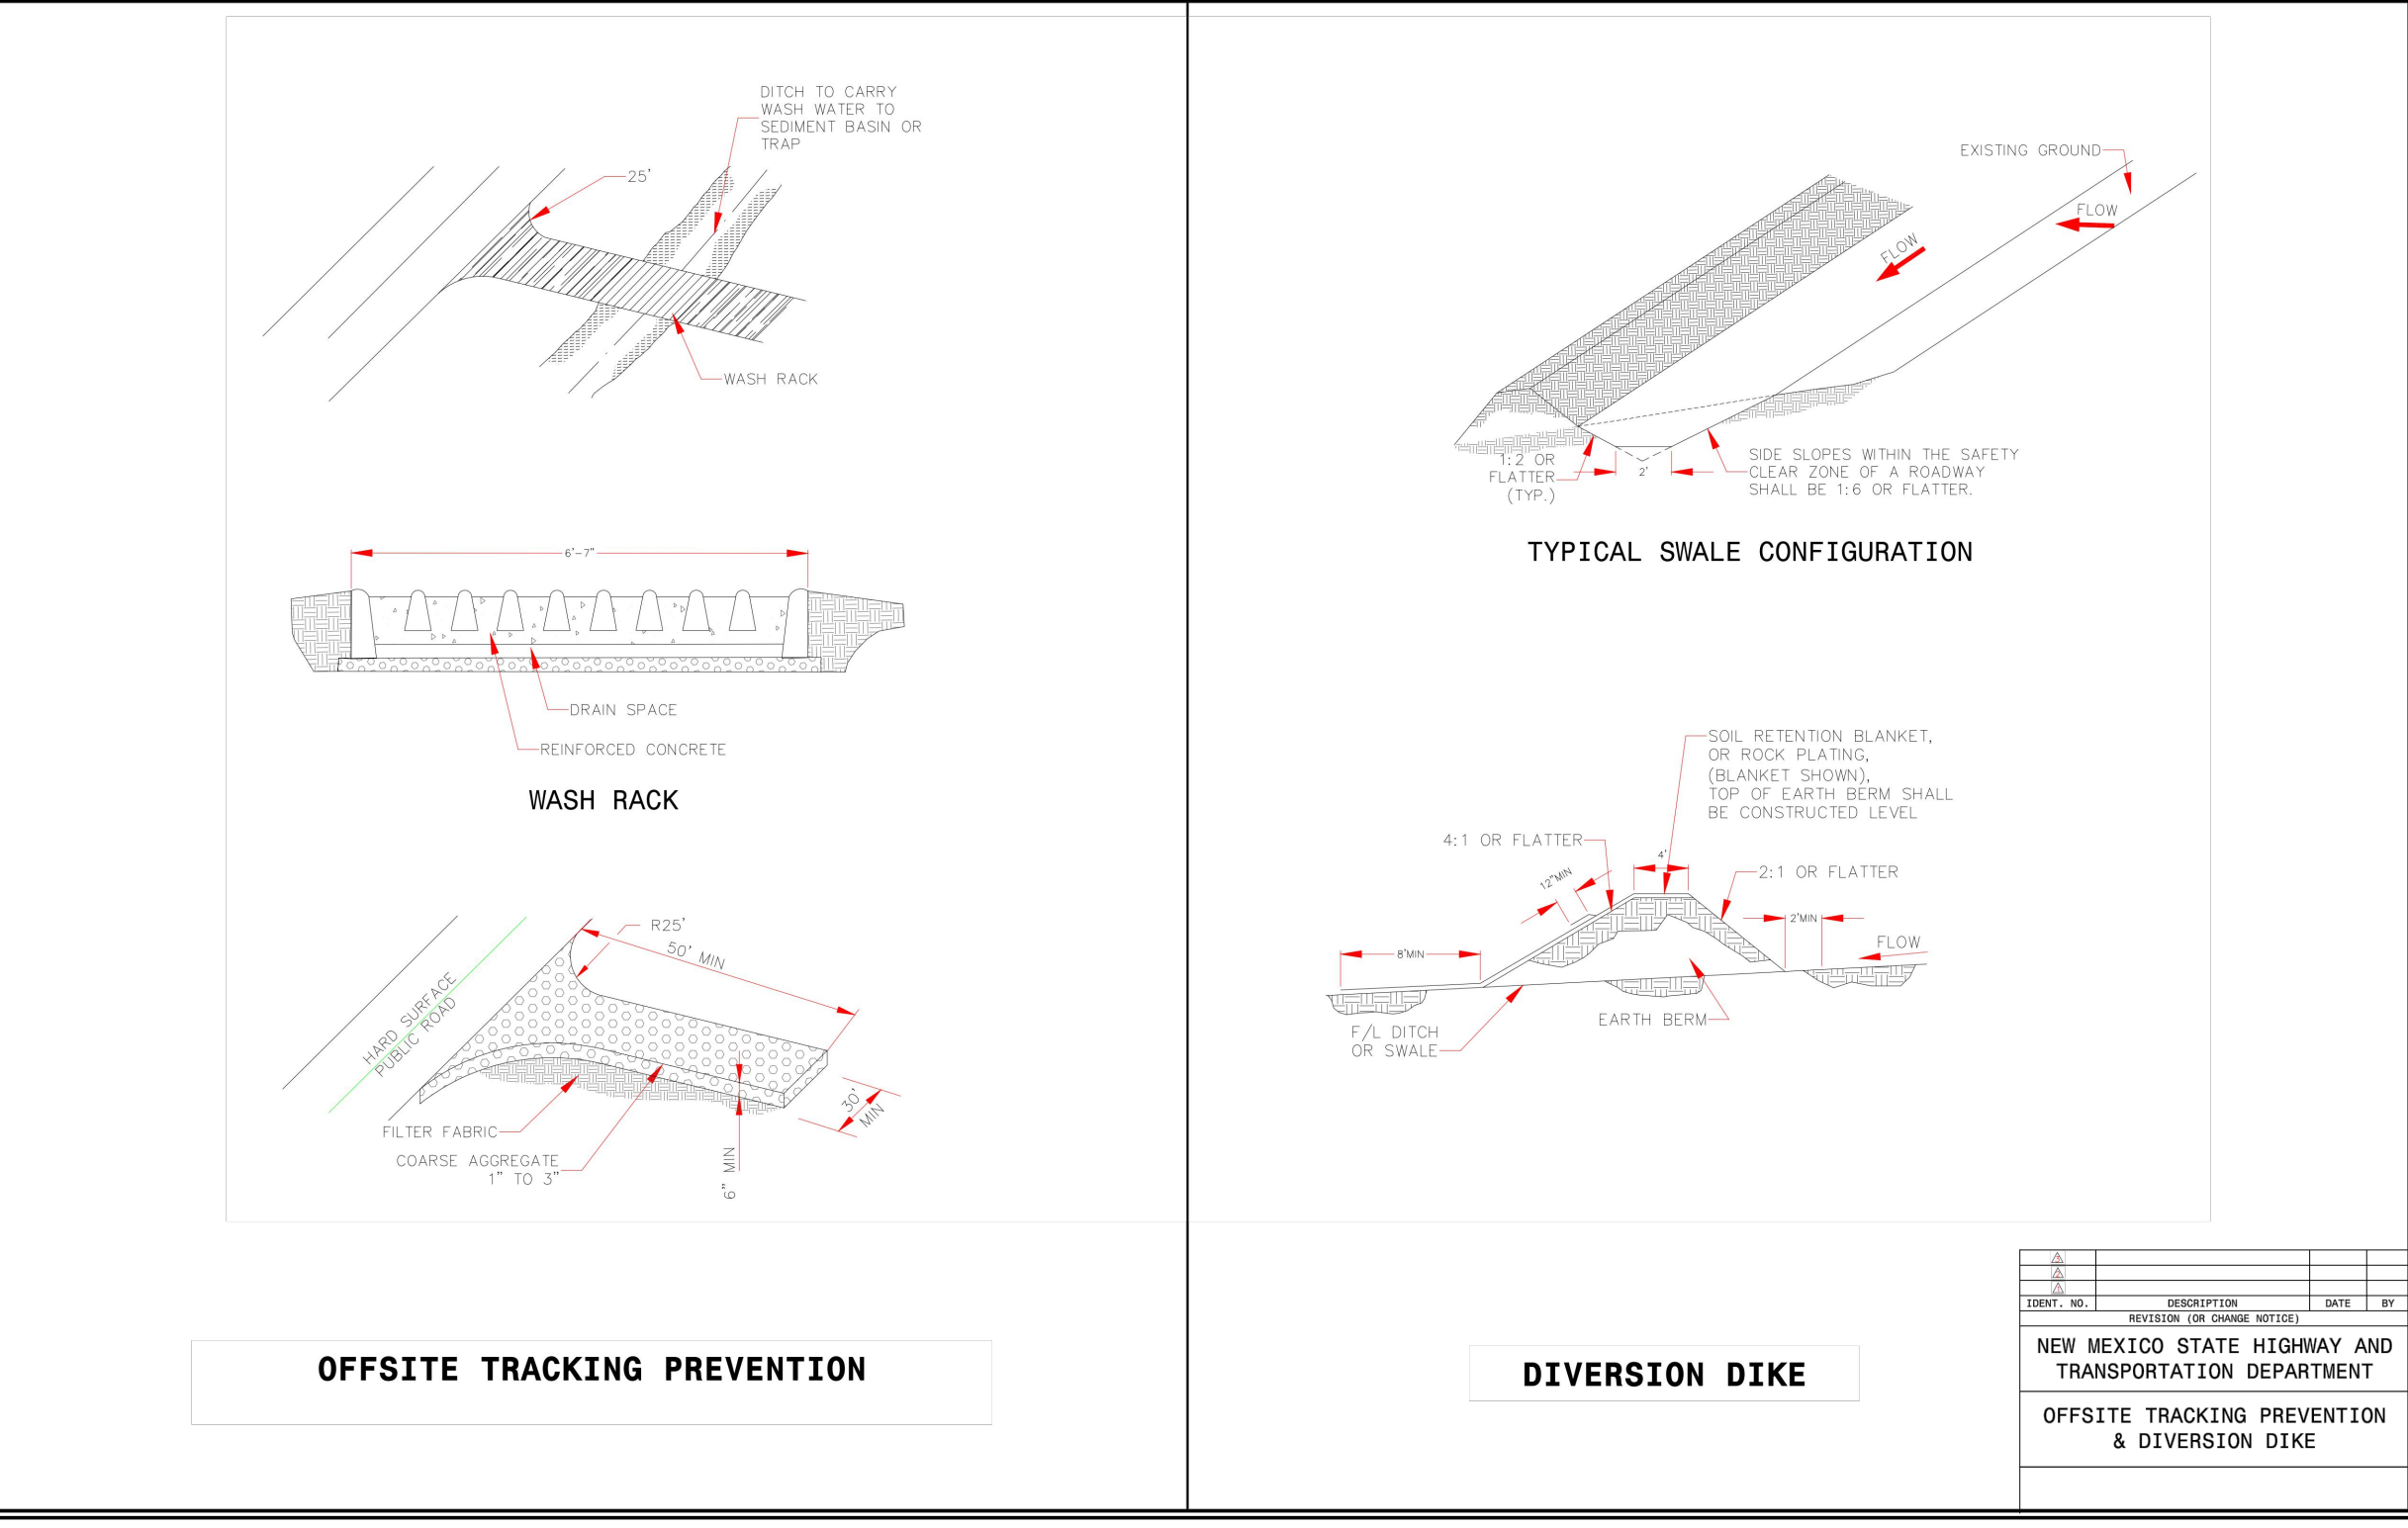 DITCH TO CARRY
WASH WATER TO
SEDIMENT BASIN OR
TRAP
25'
WASH RACK
6'-7"
DRAIN SPACE
REINFORCED CONCRETE
WASH RACK
R25'
50' MIN
HARD SURFACE
PUBLIC ROAD
30'
MIN
FILTER FABRIC
COARSE AGGREGATE
1" TO 3"
6" MIN
OFFSITE TRACKING PREVENTION
EXISTING GROUND
FLOW
FLOW
1:2 OR
FLATTER
(TYP.)
2'
SIDE SLOPES WITHIN THE SAFETY
CLEAR ZONE OF A ROADWAY
SHALL BE 1:6 OR FLATTER.
TYPICAL SWALE CONFIGURATION
SOIL RETENTION BLANKET,
OR ROCK PLATING,
(BLANKET SHOWN),
TOP OF EARTH BERM SHALL
BE CONSTRUCTED LEVEL
4:1 OR FLATTER
4'
12"MIN
2:1 OR FLATTER
2'MIN
8'MIN
FLOW
EARTH BERM
F/L DITCH
OR SWALE
DIVERSION DIKE
3
2
1
IDENT. NO. DESCRIPTION DATE BY
REVISION (OR CHANGE NOTICE)
NEW MEXICO STATE HIGHWAY AND
TRANSPORTATION DEPARTMENT
OFFSITE TRACKING PREVENTION
& DIVERSION DIKE